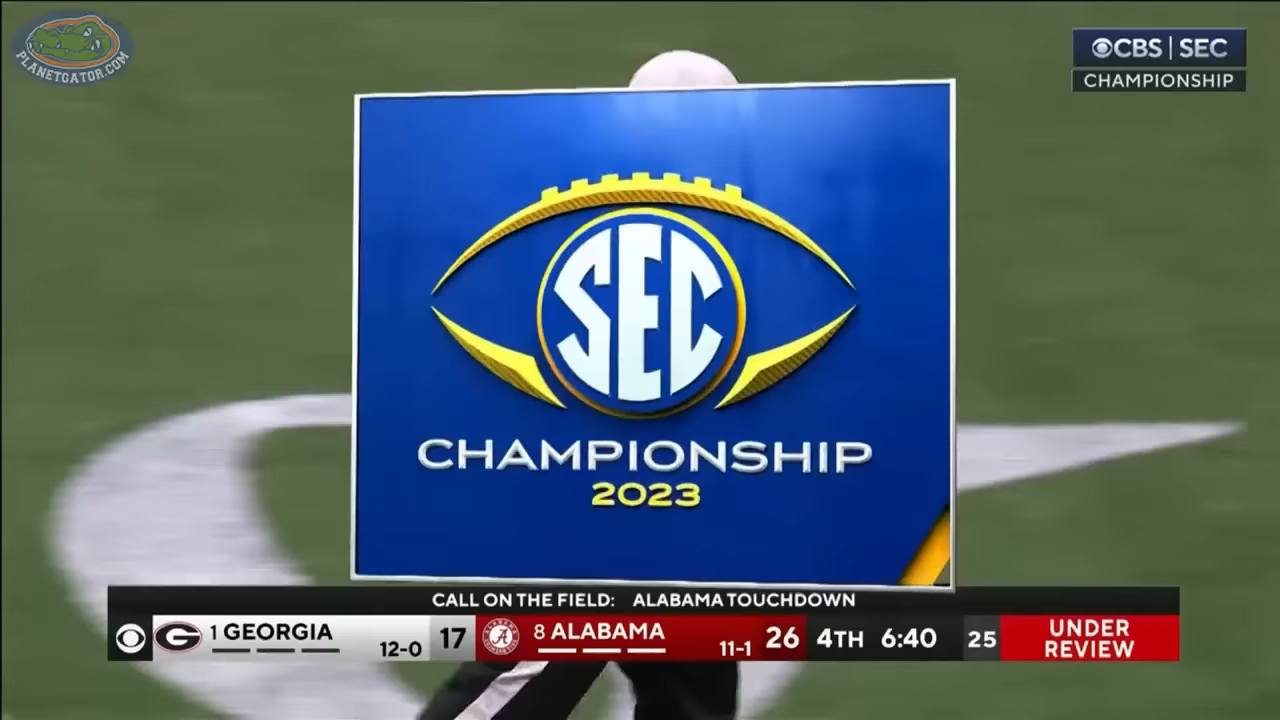 PLANETGATOR.COM
CBS | SEC
CHAMPIONSHIP
SEC
CHAMPIONSHIP
2023
CALL ON THE FIELD: ALABAMA TOUCHDOWN
G 1 GEORGIA 12-0 17 A 8 ALABAMA 11-1 26 4TH 6:40 25 UNDER REVIEW